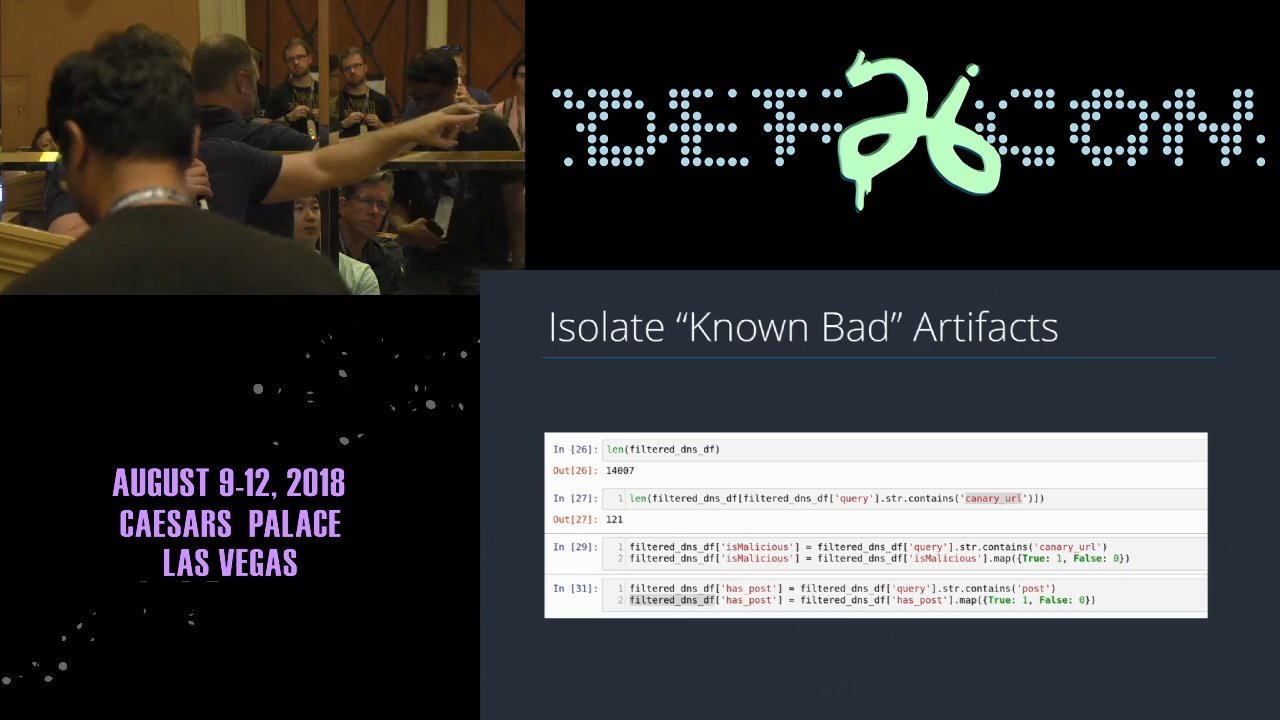 DEF 26 CON
Isolate “Known Bad” Artifacts
In [26]: len(filtered_dns_df)
Out[26]: 14007
In [27]: 1 len(filtered_dns_df[filtered_dns_df['query'].str.contains('canary_url')])
Out[27]: 121
In [29]: 1 filtered_dns_df['isMalicious'] = filtered_dns_df['query'].str.contains('canary_url')
2 filtered_dns_df['isMalicious'] = filtered_dns_df['isMalicious'].map({True: 1, False: 0})
In [31]: 1 filtered_dns_df['has_post'] = filtered_dns_df['query'].str.contains('post')
2 filtered_dns_df['has_post'] = filtered_dns_df['has_post'].map({True: 1, False: 0})
AUGUST 9-12, 2018
CAESARS PALACE
LAS VEGAS